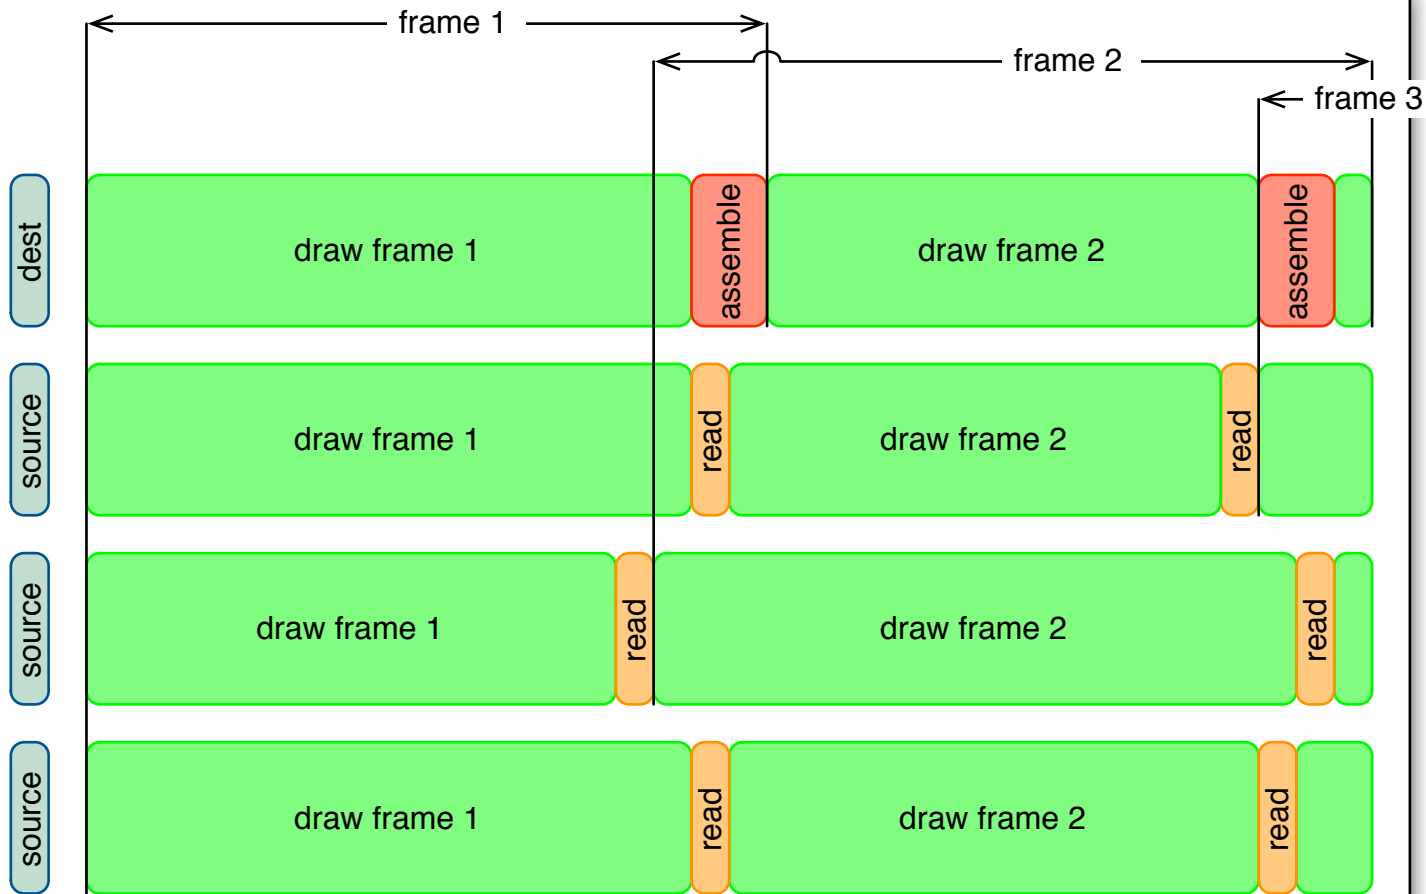 frame 1
frame 2
frame 3
dest
draw frame 1
assemble
draw frame 2
assemble
source
draw frame 1
read
draw frame 2
read
source
draw frame 1
read
draw frame 2
read
source
draw frame 1
read
draw frame 2
read